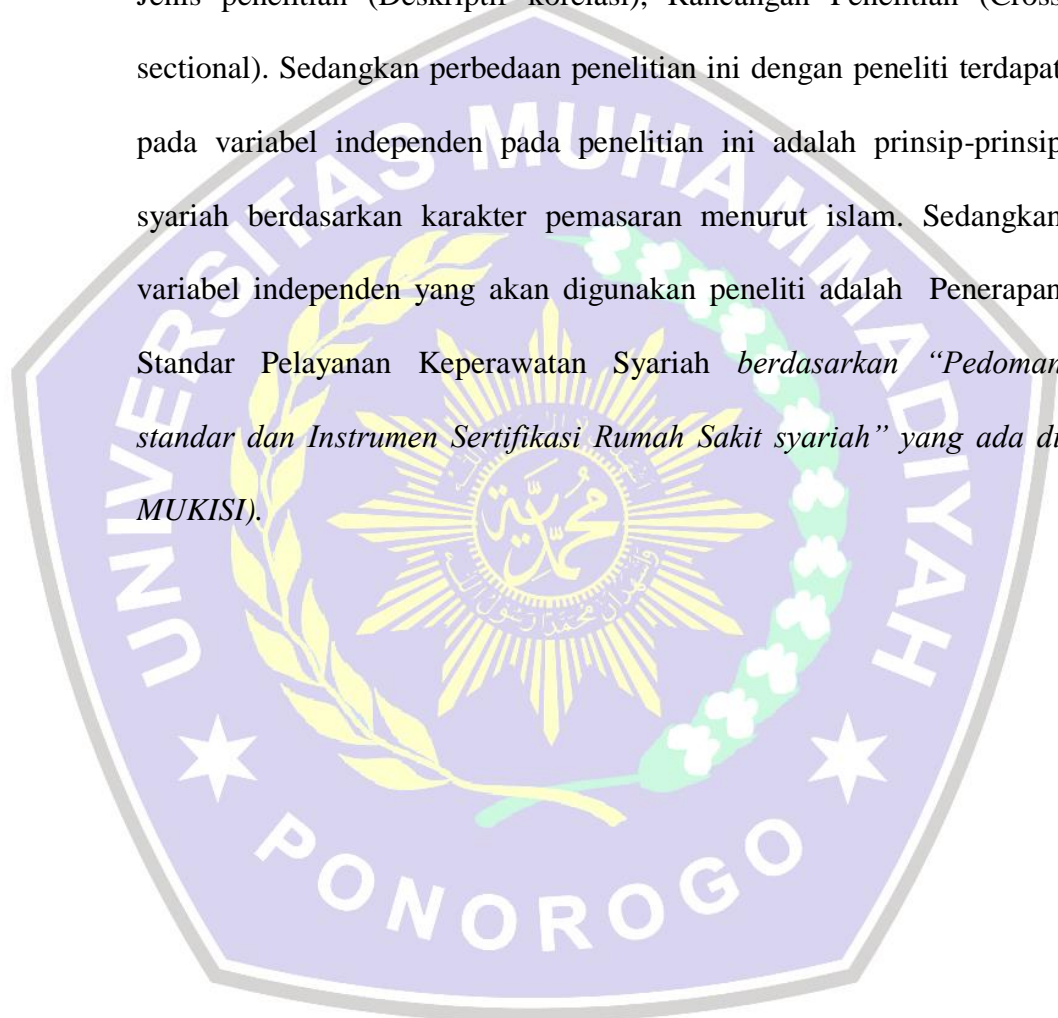 jenis penelitian (Deskriptif korelasi), Rancangan Penelitian (Cross
sectional). Sedangkan perbedaan penelitian ini dengan peneliti terdapat
pada variabel independen pada penelitian ini adalah prinsip-prinsip
syariah berdasarkan karakter pemasaran menurut islam. Sedangkan
variabel independen yang akan digunakan peneliti adalah Penerapan
Standar Pelayanan Keperawatan Syariah berdasarkan “Pedoman
standar dan Instrumen Sertifikasi Rumah Sakit syariah” yang ada di
MUKISI).
UNIVERSITAS MUHAMMADIYAH
PONOROGO